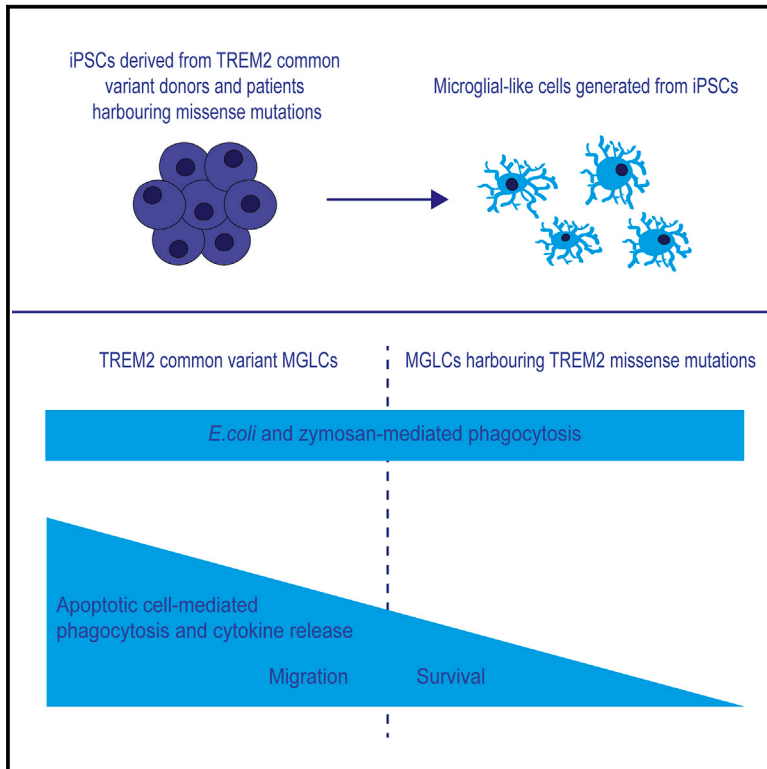 iPSCs derived from TREM2 common
variant donors and patients
harbouring missense mutations
Microglial-like cells generated from iPSCs
TREM2 common variant MGLCs
MGLCs harbouring TREM2 missense mutations
E.coli and zymosan-mediated phagocytosis
Apoptotic cell-mediated
phagocytosis and cytokine release
Migration
Survival